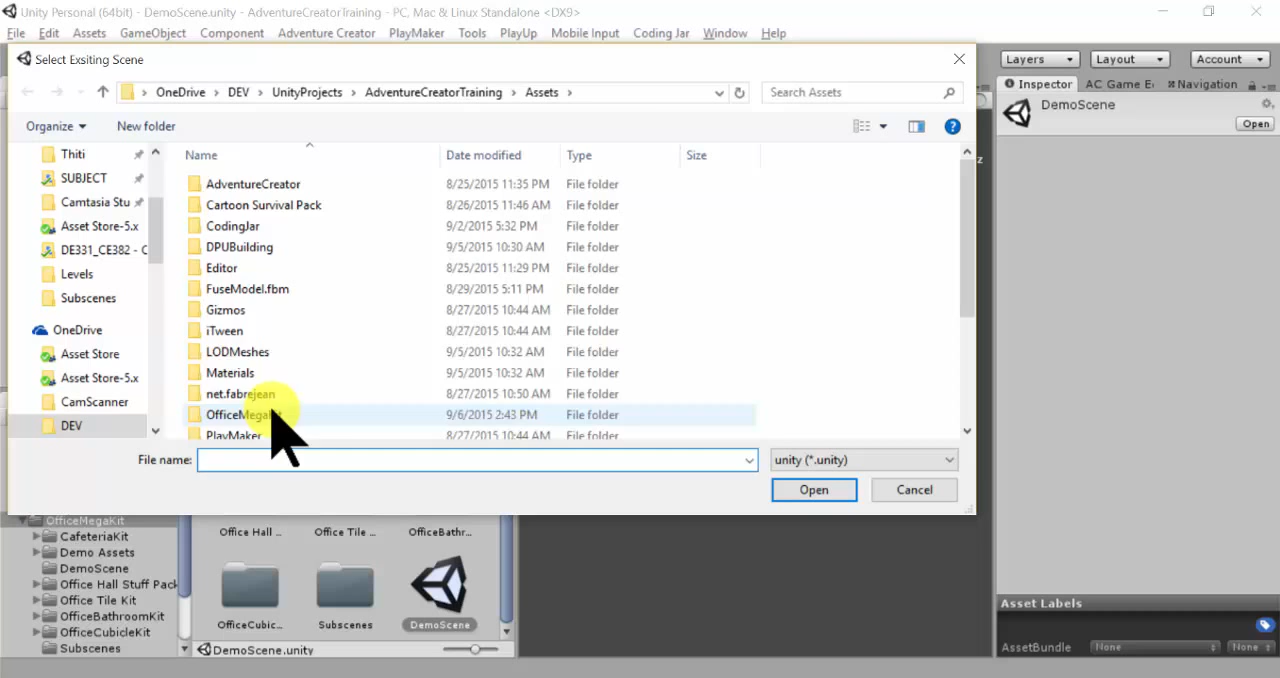 Unity Personal (64bit) - DemoScene.unity - AdventureCreatorTraining - PC, Mac & Linux Standalone <DX9>
File Edit Assets GameObject Component Adventure Creator PlayMaker Tools PlayUp Mobile Input Coding Jar Window Help
Select Exsiting Scene
Layers Layout Account
OneDrive DEV UnityProjects AdventureCreatorTraining Assets
Search Assets
Inspector AC Game E Navigation
DemoScene
Open
Organize New folder
Name Date modified Type Size
Thiti
SUBJECT
Camtasia Stu
Asset Store-5.x
DE331_CE382 - C
Levels
Subscenes
OneDrive
Asset Store
Asset Store-5.x
CamScanner
DEV
AdventureCreator 8/25/2015 11:35 PM File folder
Cartoon Survival Pack 8/26/2015 11:46 AM File folder
CodingJar 9/2/2015 5:32 PM File folder
DPUBuilding 9/5/2015 10:30 AM File folder
Editor 8/25/2015 11:29 PM File folder
FuseModel.fbm 8/29/2015 5:11 PM File folder
Gizmos 8/27/2015 10:44 AM File folder
iTween 8/27/2015 10:44 AM File folder
LODMeshes 9/5/2015 10:32 AM File folder
Materials 9/5/2015 10:32 AM File folder
net.fabrejean 8/27/2015 10:50 AM File folder
OfficeMegaKit 9/6/2015 2:43 PM File folder
PlayMaker 8/27/2015 10:44 AM File folder
File name: unity (*.unity)
Open Cancel
OfficeMegaKit
CafeteriaKit
Demo Assets
DemoScene
Office Hall Stuff Pack
Office Tile Kit
OfficeBathroomKit
OfficeCubicleKit
Subscenes
Office Hall ... Office Tile ... OfficeBathr...
OfficeCubic... Subscenes DemoScene
DemoScene.unity
Asset Labels
AssetBundle None None